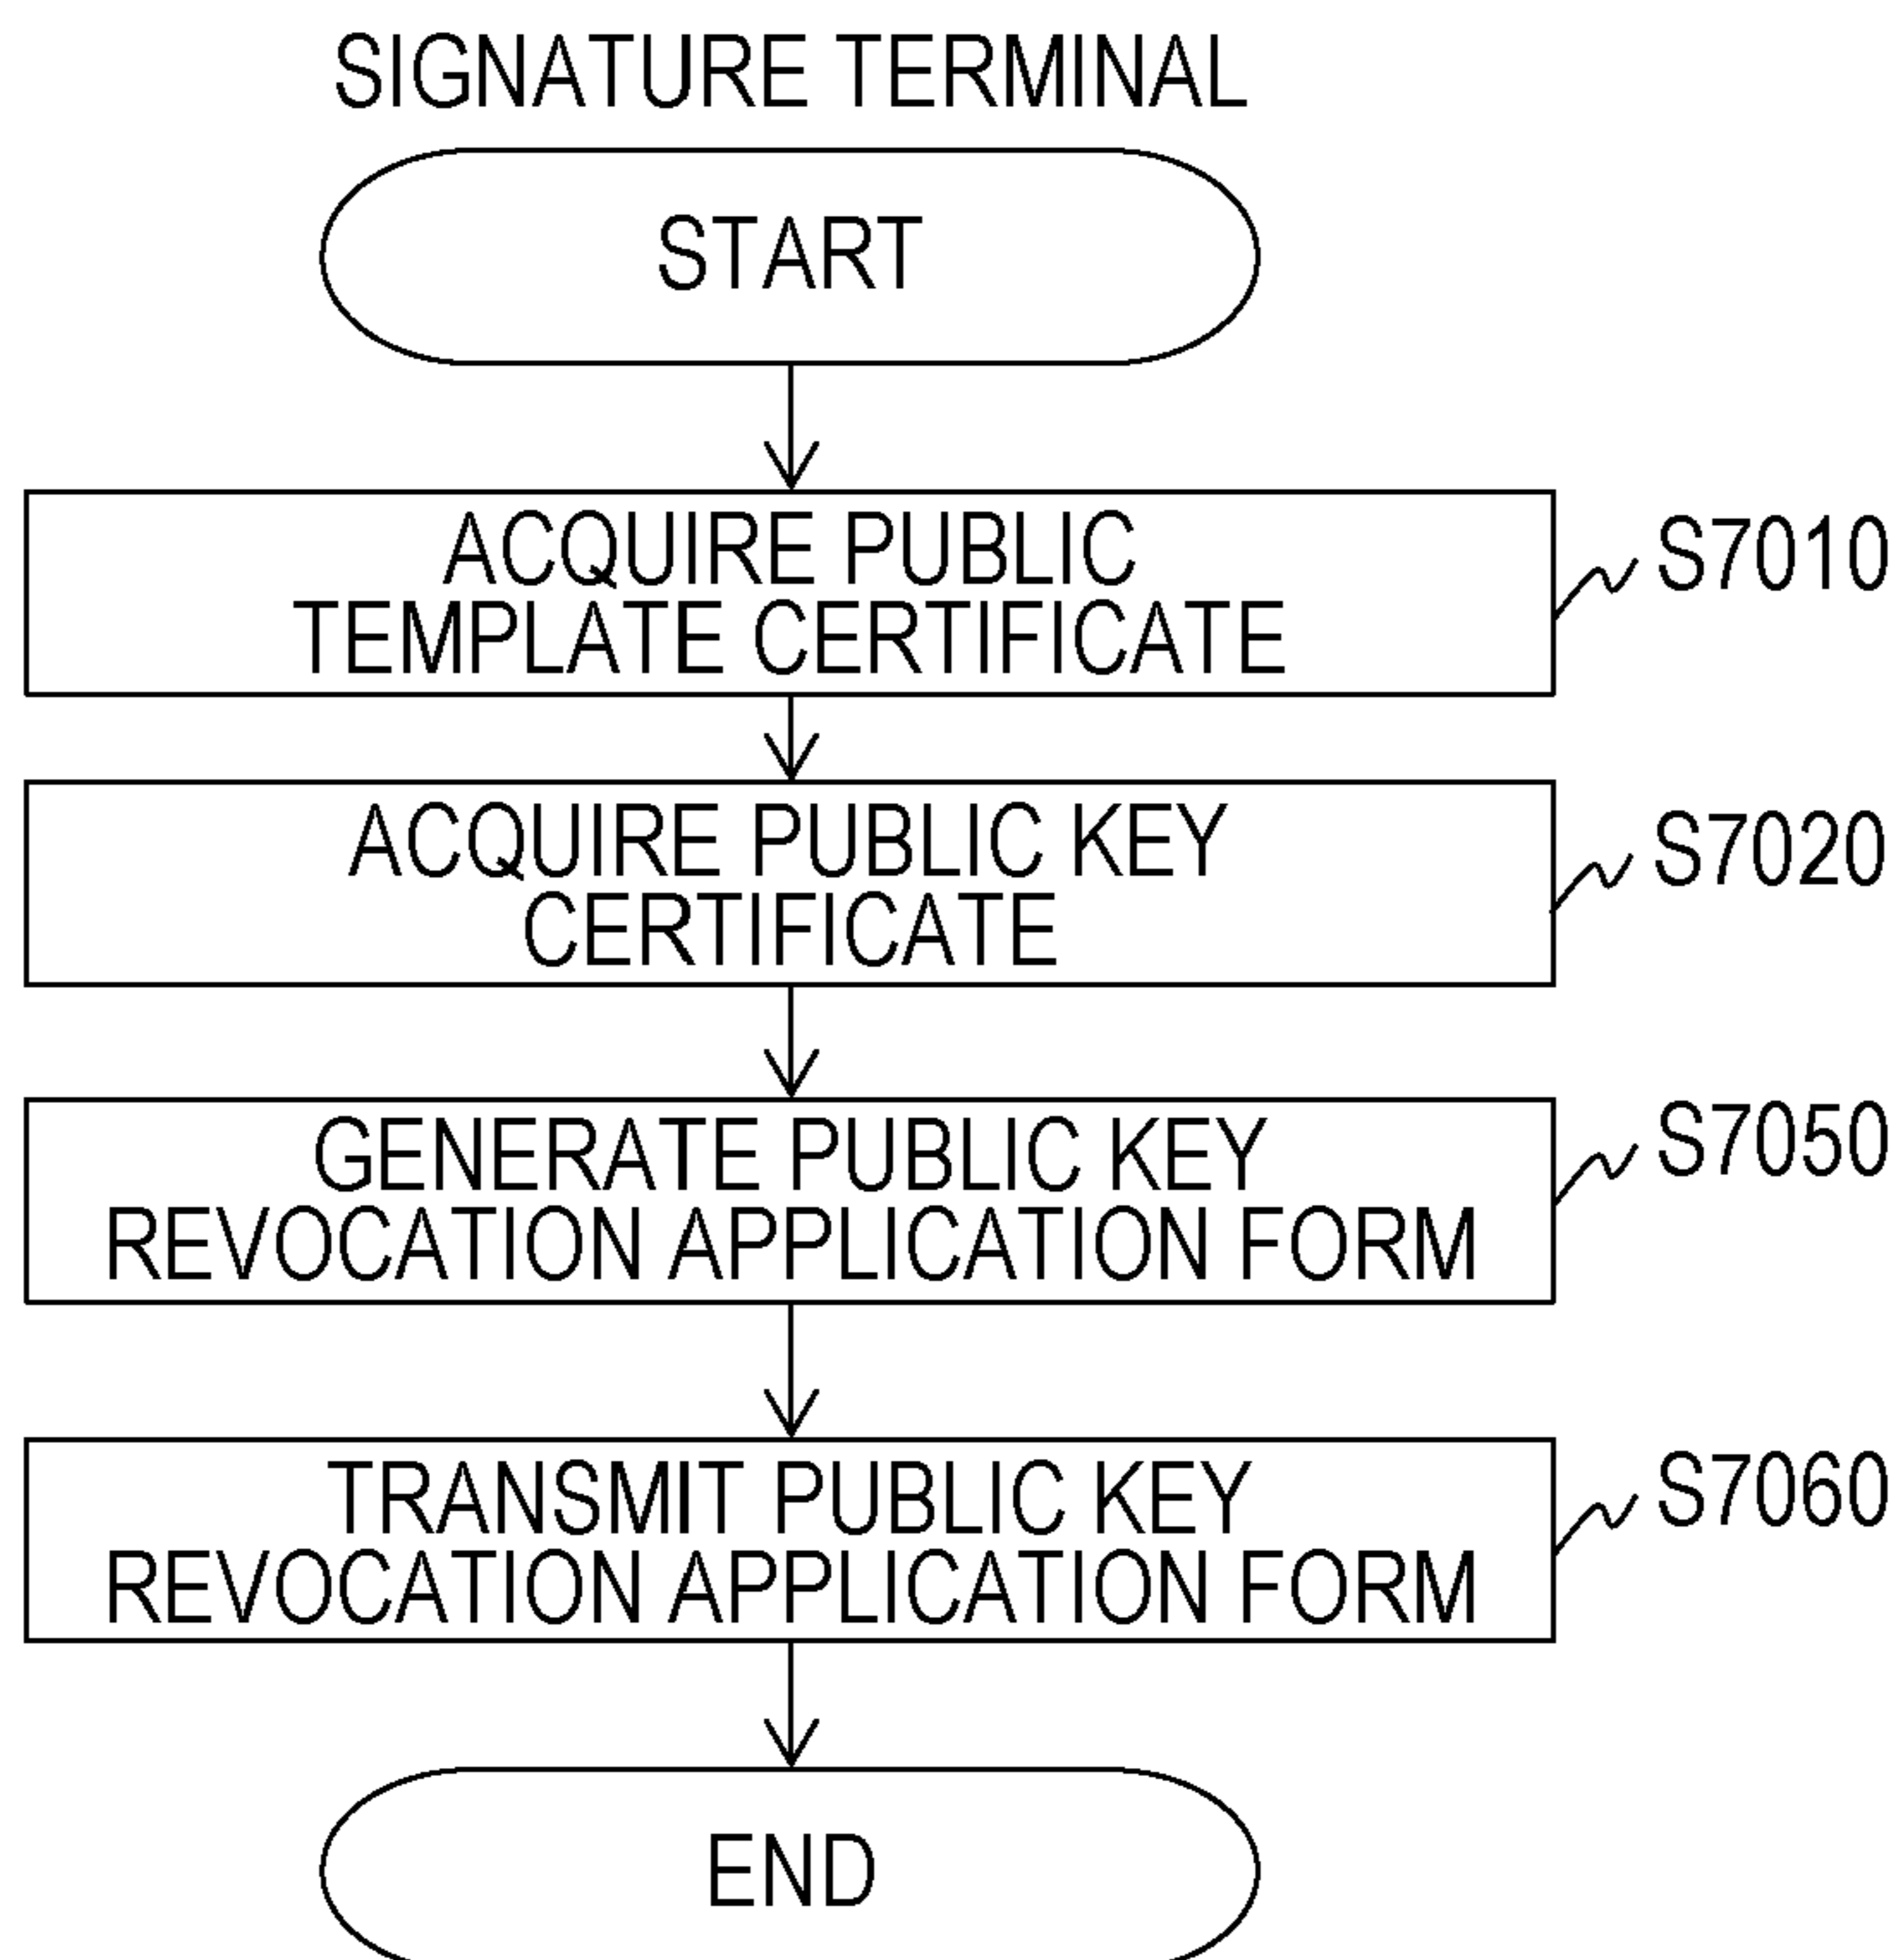 SIGNATURE TERMINAL
START
ACQUIRE PUBLIC
TEMPLATE CERTIFICATE
S7010
ACQUIRE PUBLIC KEY
CERTIFICATE
S7020
GENERATE PUBLIC KEY
REVOCATION APPLICATION FORM
S7050
TRANSMIT PUBLIC KEY
REVOCATION APPLICATION FORM
S7060
END